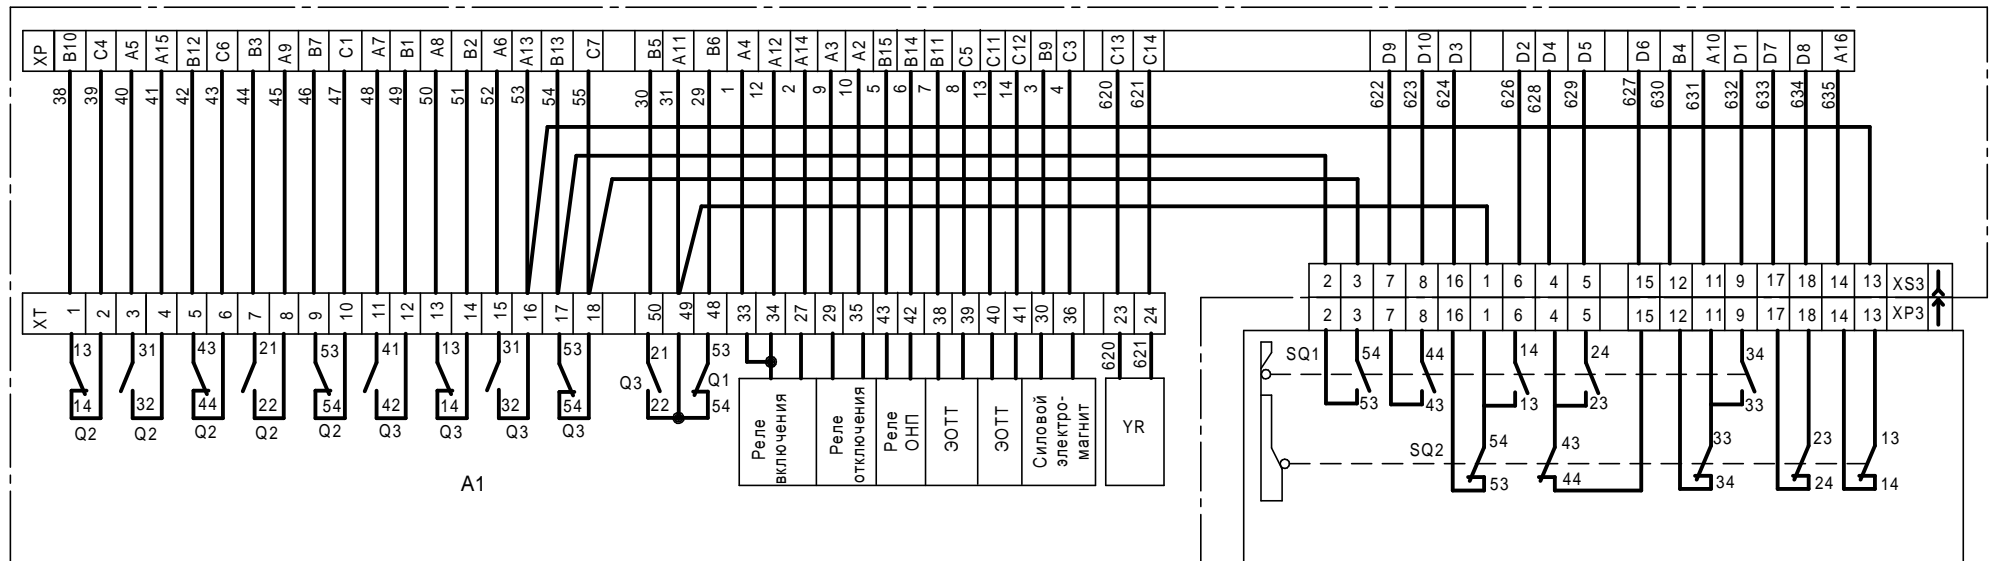 XP B10 C4 A5 A15 B12 C6 B3 A9 B7 C1 A7 B1 A8 B2 A6 A13 B13 C7 B5 A11 B6 A4 A12 A14 A3 A2 B15 B14 B11 C5 C11 C12 B9 C3 C13 C14 D9 D10 D3 D2 D4 D5 D6 B4 A10 D1 D7 D8 A16
38 39 40 41 42 43 44 45 46 47 48 49 50 51 52 53 54 55 30 31 29 1 12 2 9 10 5 6 7 8 13 14 3 4 620 621 622 623 624 626 628 629 627 630 631 632 633 634 635
2 3 7 8 16 1 6 4 5 15 12 11 9 17 18 14 13 XS3
XT 1 2 3 4 5 6 7 8 9 10 11 12 13 14 15 16 17 18 50 49 48 33 34 27 29 35 43 42 38 39 40 41 30 36 23 24
2 3 7 8 16 1 6 4 5 15 12 11 9 17 18 14 13 XP3
13 31 43 21 53 41 13 31 53 21 53 620 621
14 32 44 22 54 42 14 32 54 22 54
Q2 Q2 Q2 Q2 Q2 Q3 Q3 Q3 Q3 Q3 Q1
Реле включения
Реле отключения
Реле ОНП
ЭОТТ
ЭОТТ
Силовой электро-
магнит
YR
A1
SQ1 54 44 14 24 34
53 43 13 23 33
SQ2 54 43 33 23 13
53 44 34 24 14